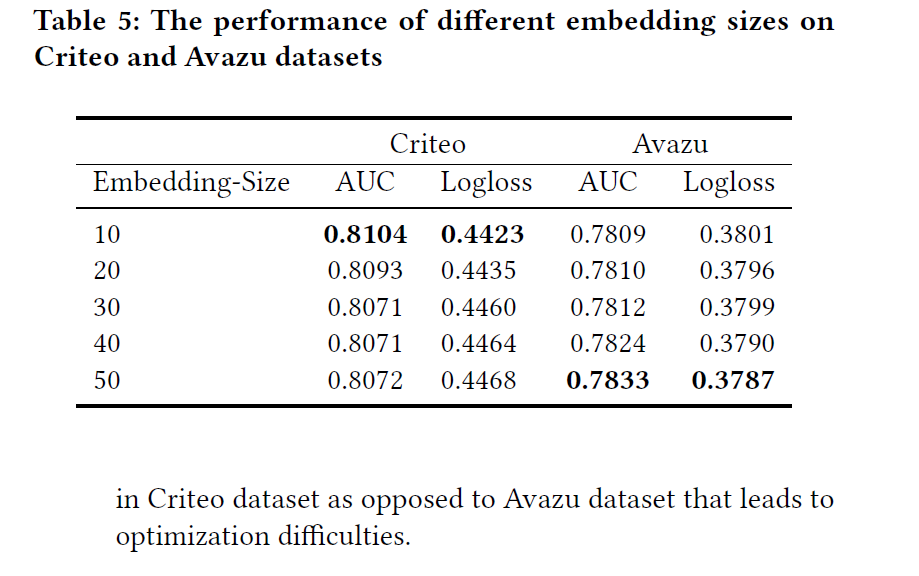 Table 5: The performance of different embedding sizes on
Criteo and Avazu datasets
Criteo Avazu
Embedding-Size AUC Logloss AUC Logloss
10 0.8104 0.4423 0.7809 0.3801
20 0.8093 0.4435 0.7810 0.3796
30 0.8071 0.4460 0.7812 0.3799
40 0.8071 0.4464 0.7824 0.3790
50 0.8072 0.4468 0.7833 0.3787
in Criteo dataset as opposed to Avazu dataset that leads to
optimization difficulties.